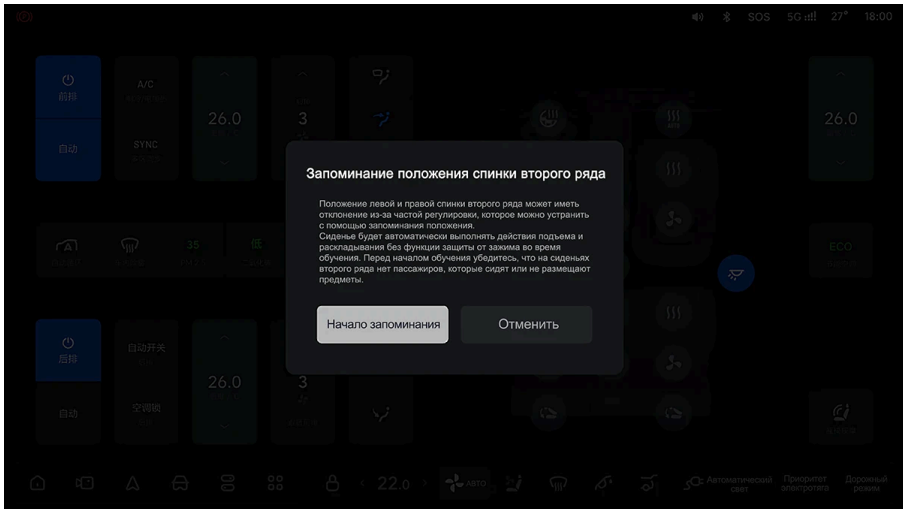 SOS
5G
27°
18:00
前排
A/C
26.0
3
自动
SYNC
AUTO
26.0
Запоминание положения спинки второго ряда
Положение левой и правой спинки второго ряда может иметь
отклонение из-за частой регулировки, которое можно устранить
с помощью запоминания положения.
Сиденье будет автоматически выполнять действия подъема и
раскладывания без функции защиты от зажима во время
обучения. Перед началом обучения убедитесь, что на сиденьях
второго ряда нет пассажиров, которые сидят или не размещают
предметы.
A
35
低
ECO
Начало запоминания
Отменить
后排
自动开关
26.0
3
自动
空调锁
22.0
АВТО
Автоматический
свет
Приоритет
электротяга
Дорожный
режим